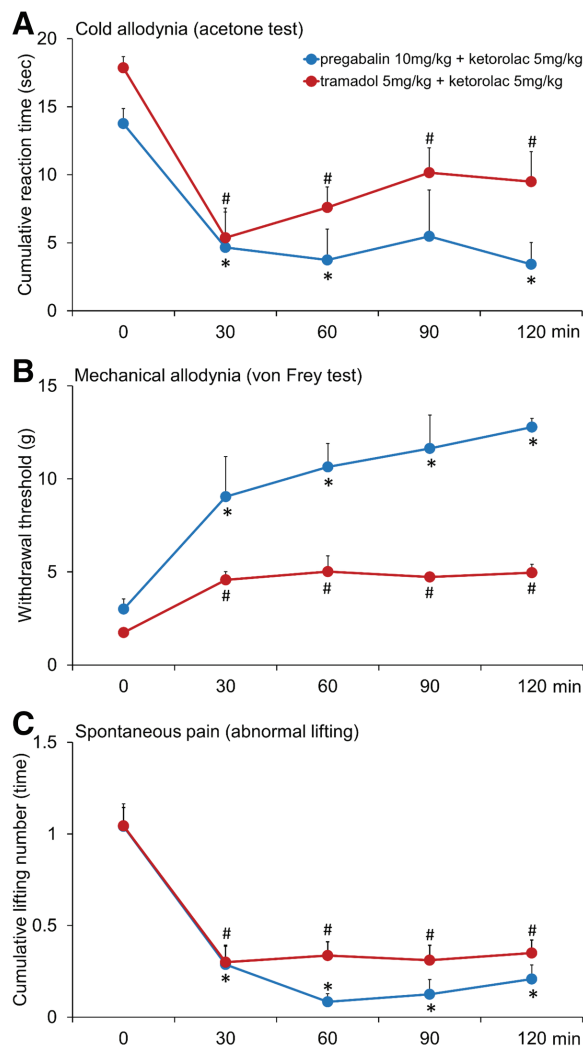 A Cold allodynia (acetone test)
pregabalin 10mg/kg + ketorolac 5mg/kg
tramadol 5mg/kg + ketorolac 5mg/kg
Cumulative reaction time (sec)
20
15
10
5
0
# # # #
* * *
0 30 60 90 120 min
B Mechanical allodynia (von Frey test)
Withdrawal threshold (g)
15
10
5
0
* * * *
# # # #
0 30 60 90 120 min
C Spontaneous pain (abnormal lifting)
Cumulative lifting number (time)
1.5
1
0.5
0
# # # #
* * * *
0 30 60 90 120 min